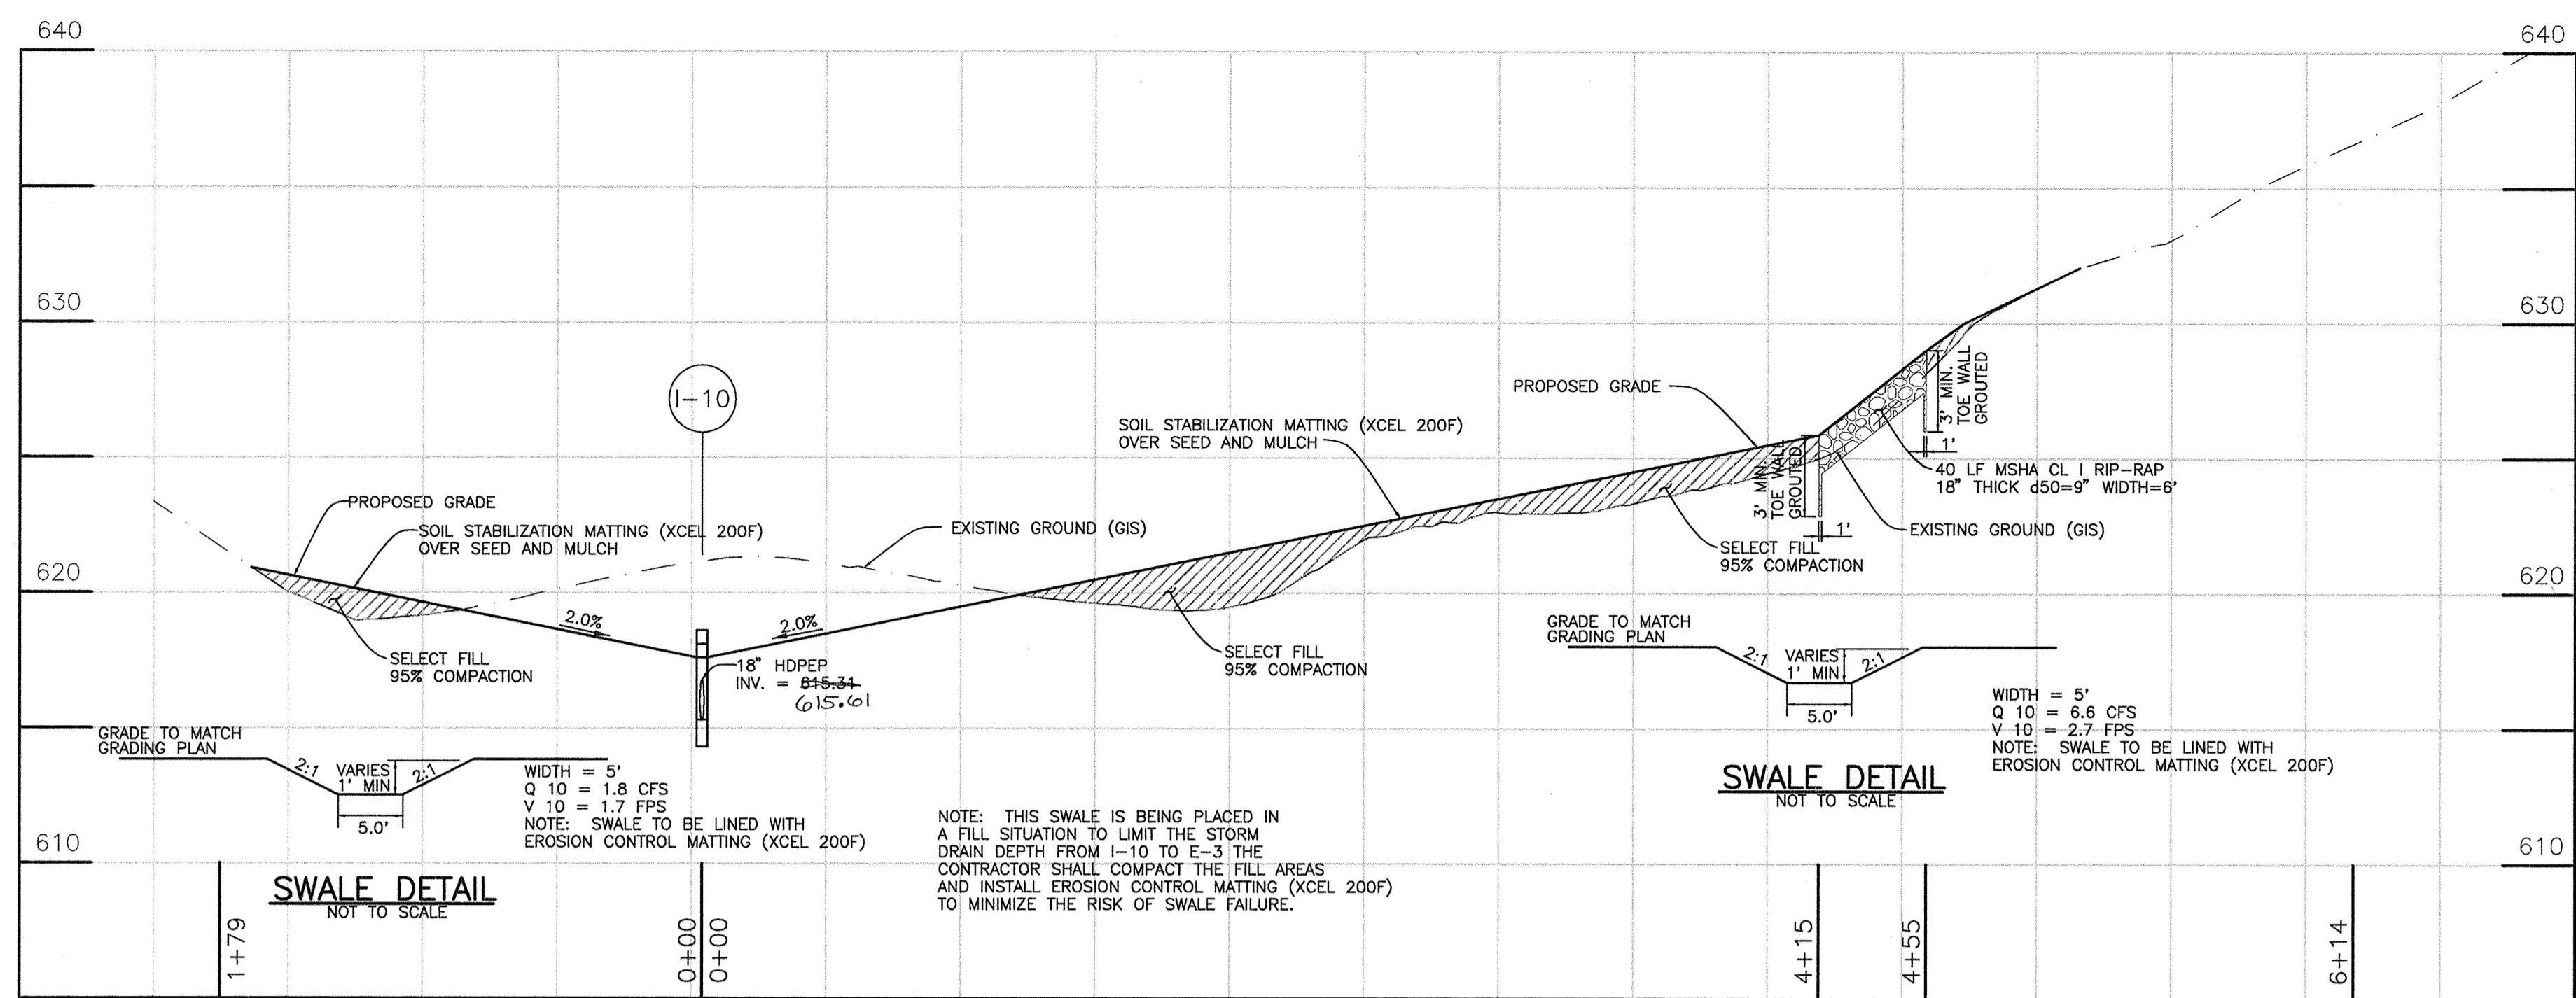 640
640
630
630
I-10
PROPOSED GRADE
SOIL STABILIZATION MATTING (XCEL 200F)
OVER SEED AND MULCH
3' MIN.
TOE WALL
GROUTED
1'
3' MIN.
TOE WALL
GROUTED
1'
40 LF MSHA CL I RIP-RAP
18" THICK d50=9" WIDTH=6'
EXISTING GROUND (GIS)
SELECT FILL
95% COMPACTION
PROPOSED GRADE
SOIL STABILIZATION MATTING (XCEL 200F)
OVER SEED AND MULCH
EXISTING GROUND (GIS)
620
620
2.0%
2.0%
SELECT FILL
95% COMPACTION
18" HDPEP
INV. = 615.31
615.61
SELECT FILL
95% COMPACTION
GRADE TO MATCH
GRADING PLAN
2:1
VARIES
1' MIN
2:1
5.0'
WIDTH = 5'
Q 10 = 6.6 CFS
V 10 = 2.7 FPS
NOTE: SWALE TO BE LINED WITH
EROSION CONTROL MATTING (XCEL 200F)
SWALE DETAIL
NOT TO SCALE
GRADE TO MATCH
GRADING PLAN
2:1
VARIES
1' MIN
2:1
5.0'
WIDTH = 5'
Q 10 = 1.8 CFS
V 10 = 1.7 FPS
NOTE: SWALE TO BE LINED WITH
EROSION CONTROL MATTING (XCEL 200F)
SWALE DETAIL
NOT TO SCALE
NOTE: THIS SWALE IS BEING PLACED IN
A FILL SITUATION TO LIMIT THE STORM
DRAIN DEPTH FROM I-10 TO E-3 THE
CONTRACTOR SHALL COMPACT THE FILL AREAS
AND INSTALL EROSION CONTROL MATTING (XCEL 200F)
TO MINIMIZE THE RISK OF SWALE FAILURE.
610
610
1+79
0+00
0+00
4+15
4+55
6+14